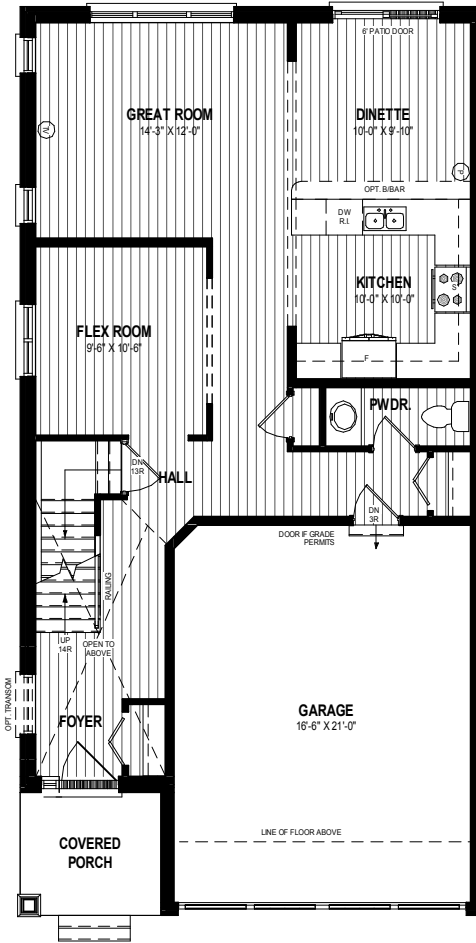 6' PATIO DOOR
GREAT ROOM
14'-3" X 12'-0"
DINETTE
10'-0" X 9'-10"
TV
P
OPT. B/BAR
DW
R.I.
KITCHEN
10'-0" X 10'-0"
S
FLEX ROOM
9'-6" X 10'-6"
F
PWDR.
DN
13R
HALL
DN
3R
DOOR IF GRADE
PERMITS
RAILING
UP
14R
OPEN TO
ABOVE
OPT. TRANSOM
FOYER
GARAGE
16'-6" X 21'-0"
LINE OF FLOOR ABOVE
COVERED
PORCH